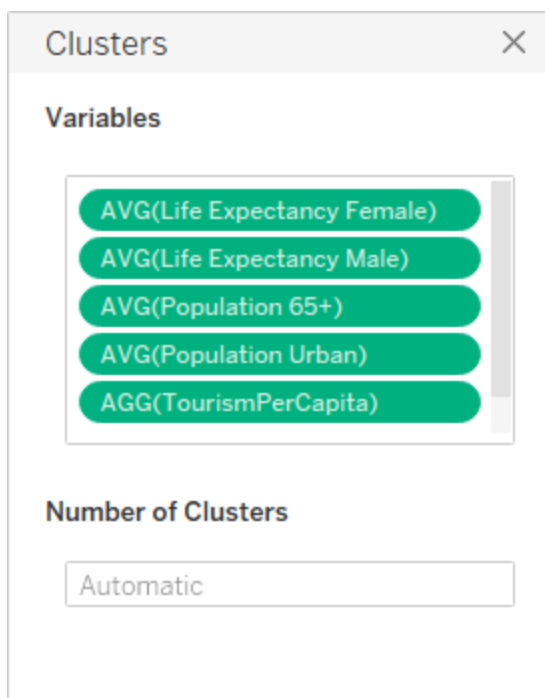 Clusters
Variables
AVG(Life Expectancy Female)
AVG(Life Expectancy Male)
AVG(Population 65+)
AVG(Population Urban)
AGG(TourismPerCapita)
Number of Clusters
Automatic